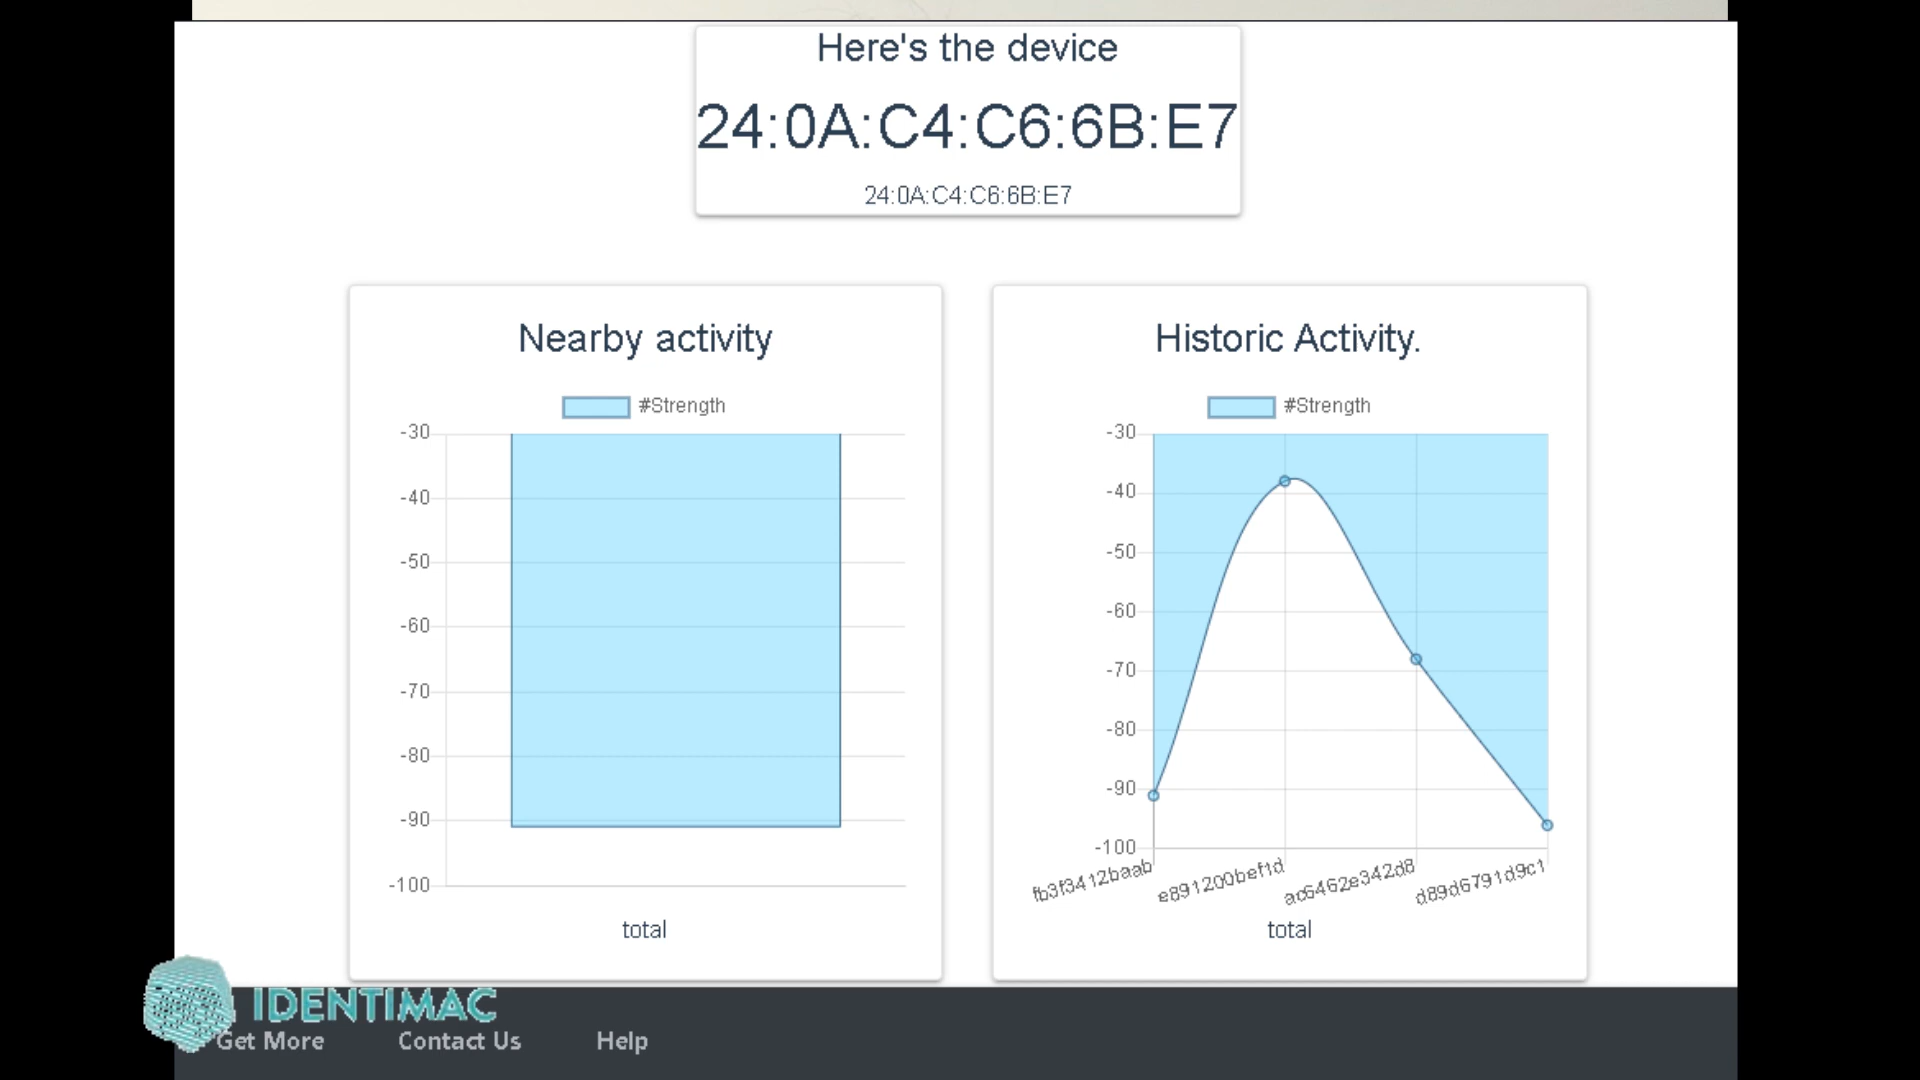 Here's the device
24:0A:C4:C6:6B:E7
24:0A:C4:C6:6B:E7
Nearby activity
#Strength
-30
-40
-50
-60
-70
-80
-90
-100
total
Historic Activity.
#Strength
-30
-40
-50
-60
-70
-80
-90
-100
fb3f3412baab
e891200bef1d
ac6462e342d8
d89d6791d9c1
total
IDENTIMAC
Get More
Contact Us
Help